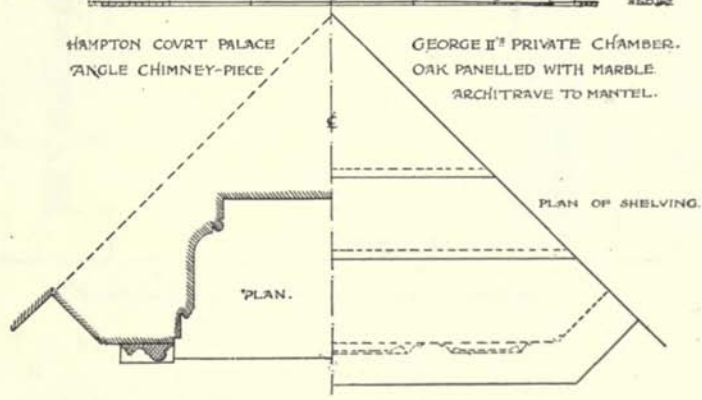 HAMPTON COURT PALACE
ANGLE CHIMNEY-PIECE
GEORGE II'S PRIVATE CHAMBER.
OAK PANELLED WITH MARBLE
ARCHITRAVE TO MANTEL.
PLAN OF SHELVING.
PLAN.